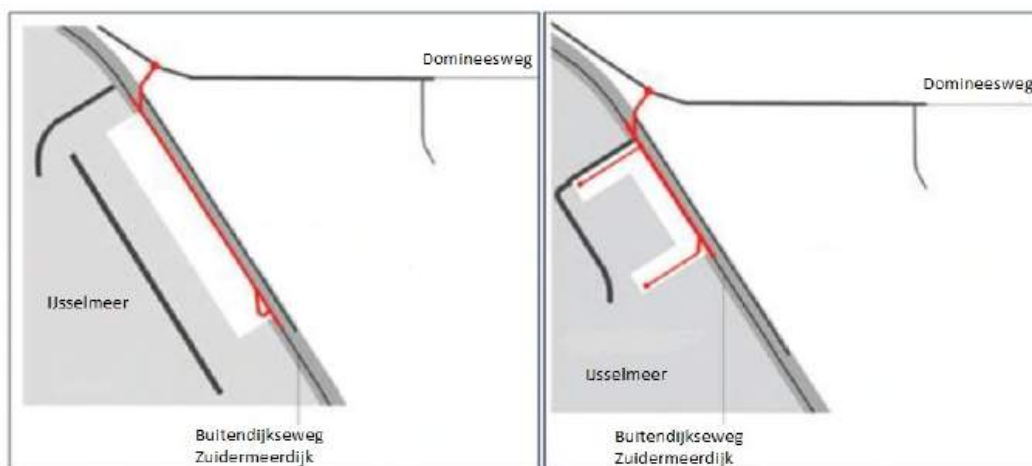 Domineesweg
IJsselmeer
Buitendijkseweg
Zuidermeerdijk
Domineesweg
IJsselmeer
Buitendijkseweg
Zuidermeerdijk